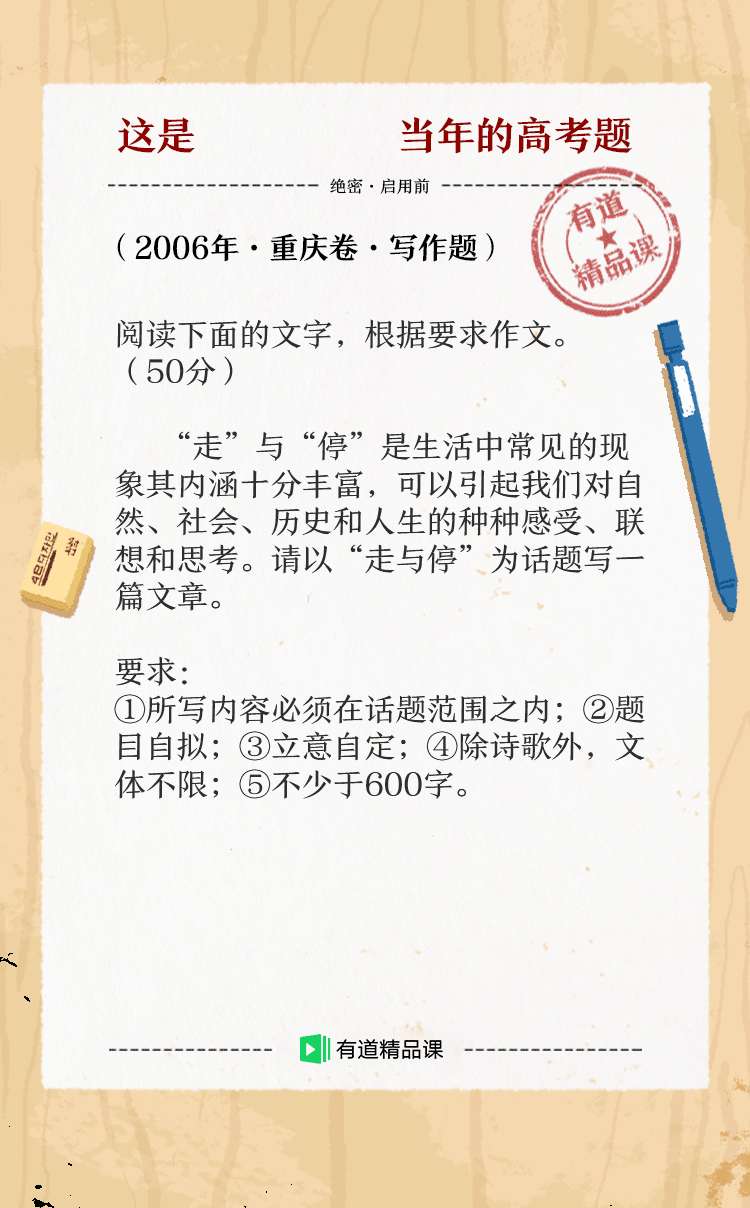 这是 当年的高考题
绝密·启用前
有道
精品课
（2006年·重庆卷·写作题）
阅读下面的文字，根据要求作文。
（50分）
“走”与“停”是生活中常见的现
象其内涵十分丰富，可以引起我们对自
然、社会、历史和人生的种种感受、联
想和思考。请以“走与停”为话题写一
篇文章。
要求：
①所写内容必须在话题范围之内；②题
目自拟；③立意自定；④除诗歌外，文
体不限；⑤不少于600字。
有道精品课